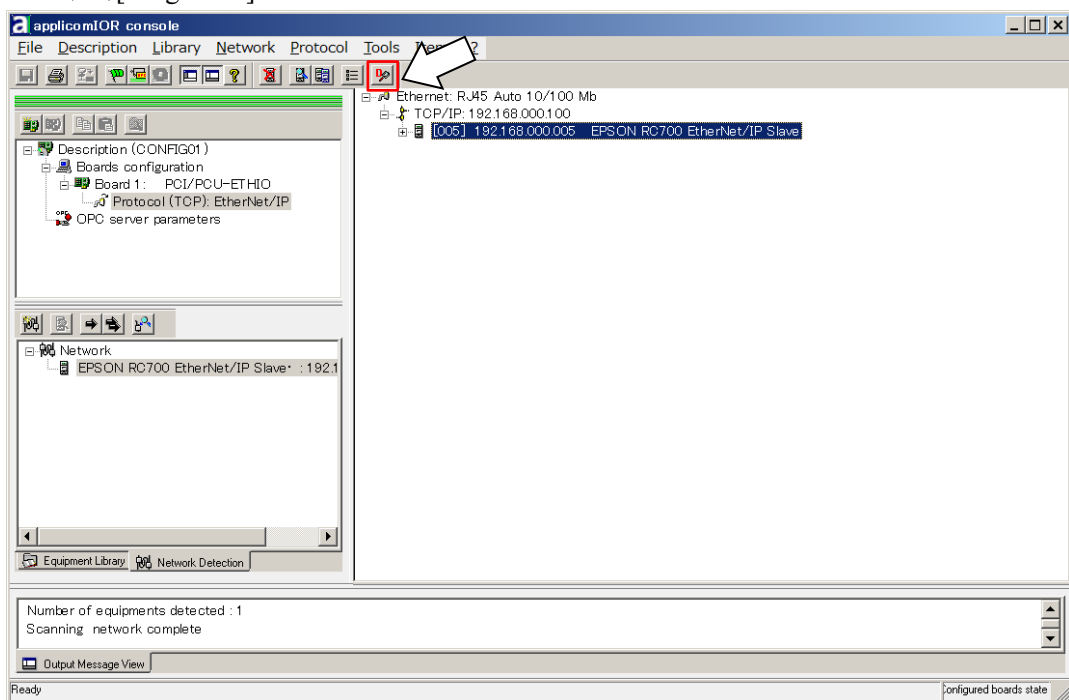 applicomIOR console
File Description Library Network Protocol Tools ?
Ethernet: RJ45 Auto 10/100 Mb
TCP/IP: 192.168.000.100
[005] 192.168.000.005 EPSON RC700 EtherNet/IP Slave
Description (CONFIG01)
Boards configuration
Board 1: PCI/PCU-ETHIO
Protocol (TCP): EtherNet/IP
OPC server parameters
Network
EPSON RC700 EtherNet/IP Slave· : 192.1
Equipment Library Network Detection
Number of equipments detected : 1
Scanning network complete
Output Message View
Ready onfigured boards state